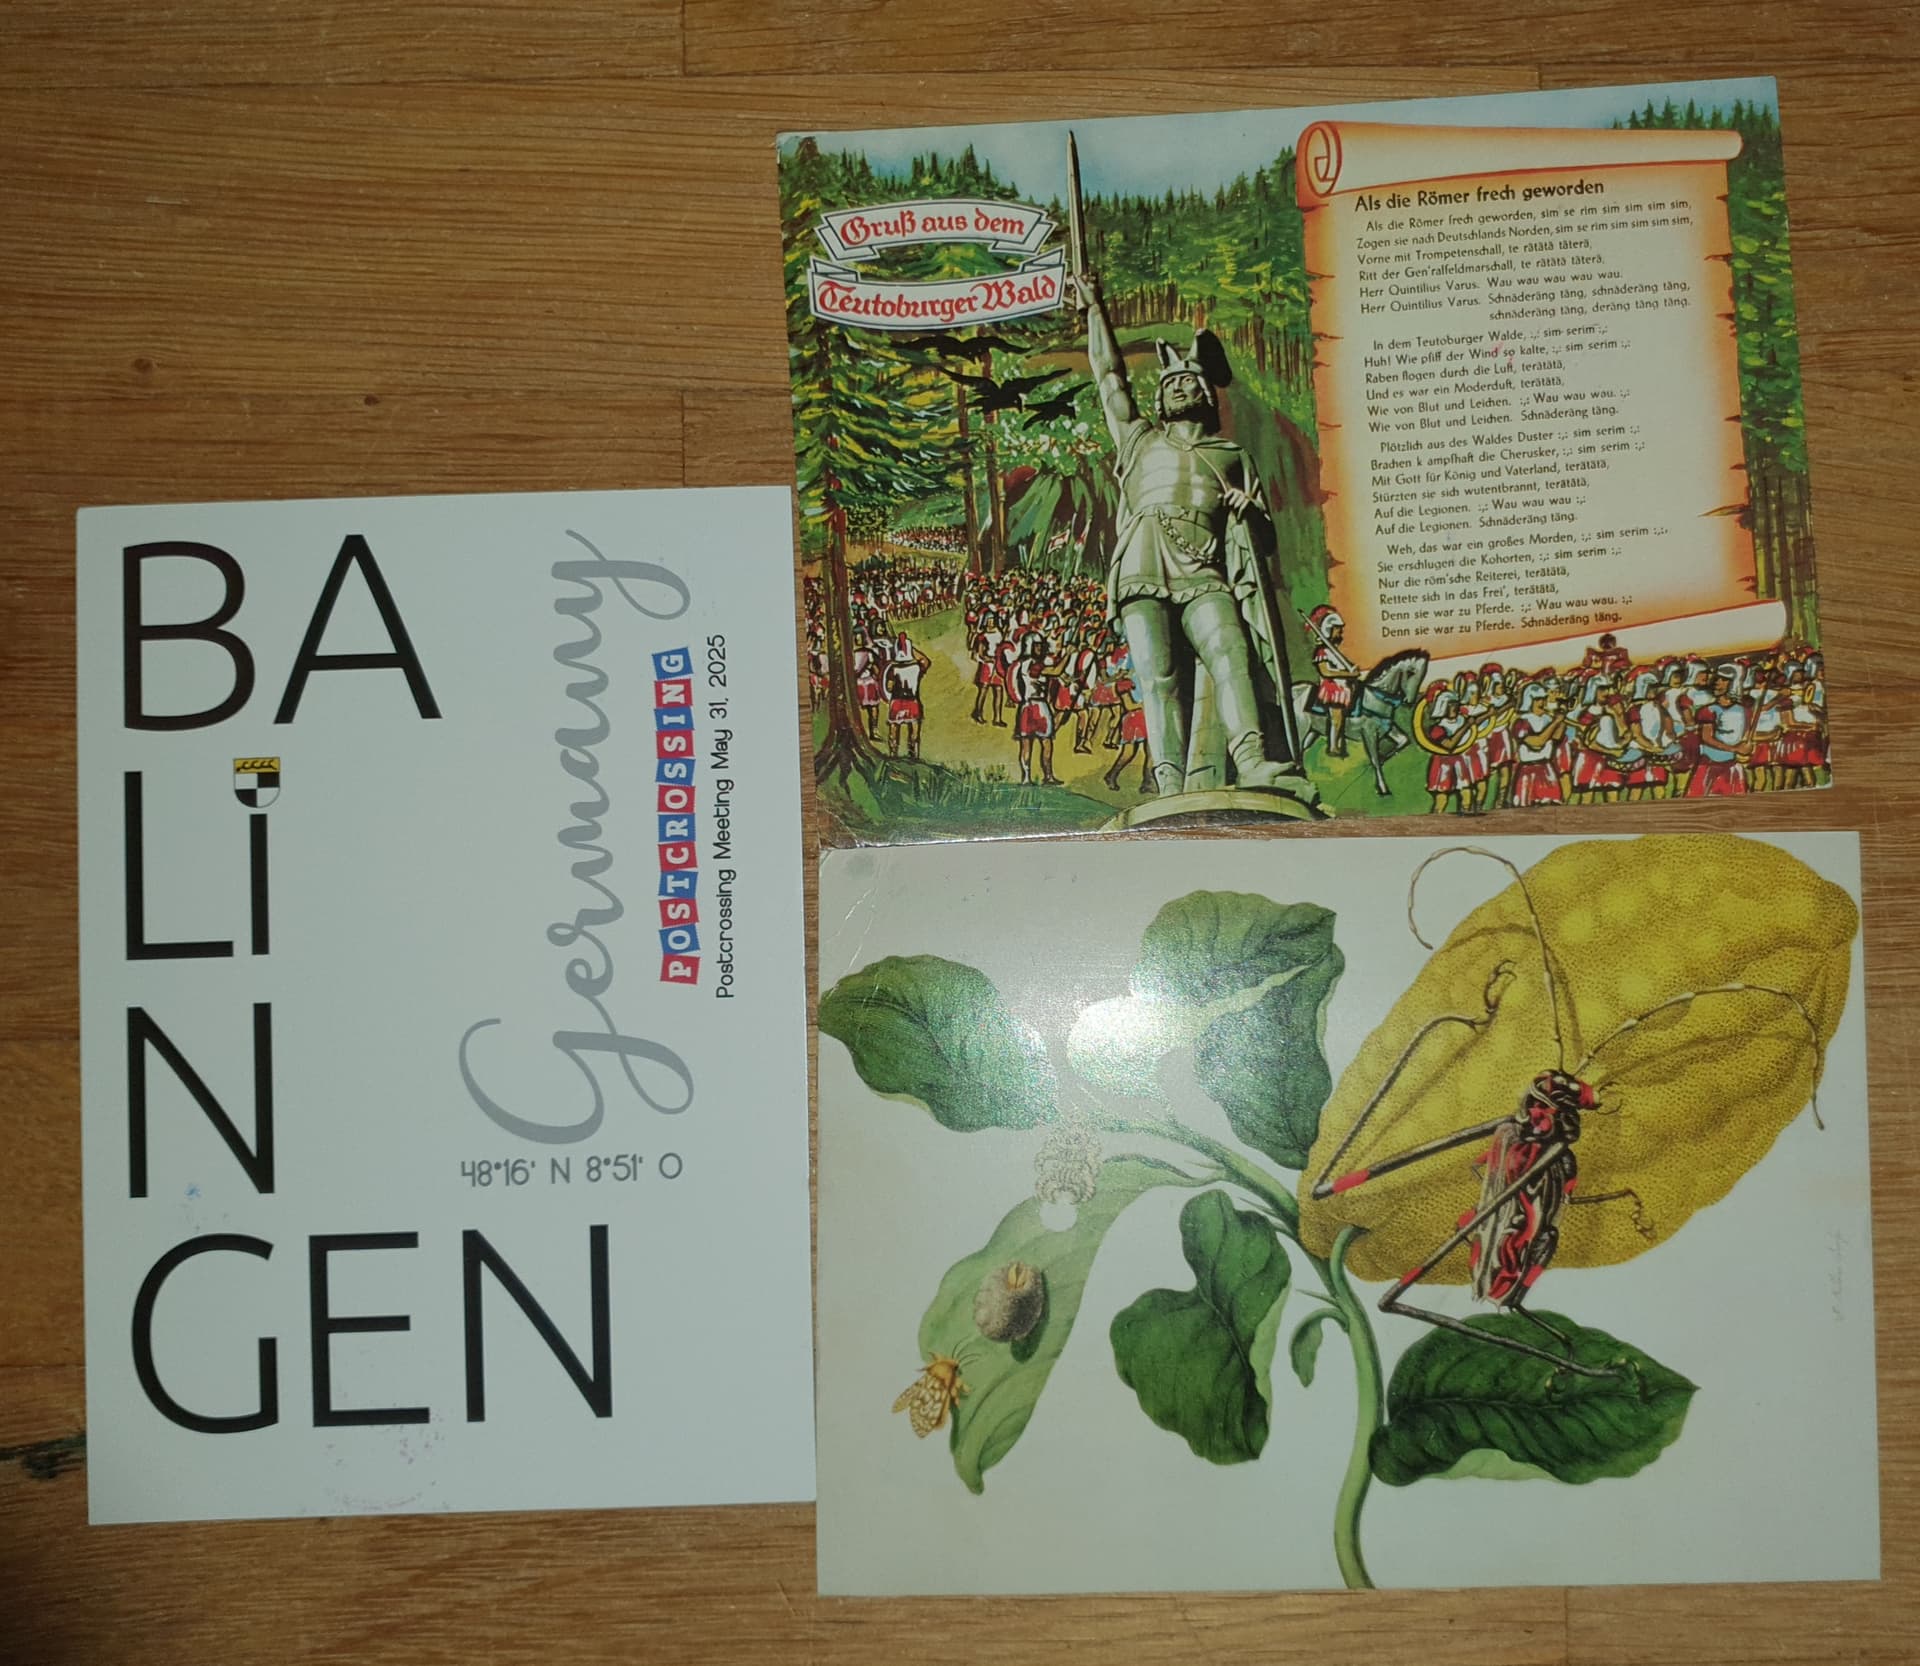 BA
LiN
GEN
Germany
POSTCROSSING
Postcrossing Meeting May 31, 2025
48°16' N 8°51' O
Gruß aus dem
Teutoburger Wald
Als die Römer frech geworden
Als die Römer frech geworden, sim se rim sim sim sim sim,
Zogen sie nach Deutschlands Norden, sim se rim sim sim sim sim,
Vorne mit Trompetenschall, te rätätä täterä,
Ritt der Gen'ralfeldmarschall, te rätätä täterä,
Herr Quintilius Varus. Wau wau wau wau wau.
Herr Quintilius Varus. Schnäderäng täng, schnäderäng täng,
schnäderäng täng, deräng täng täng.
In dem Teutoburger Walde, :,: sim serim :,:
Huh! Wie pfiff der Wind so kalte, :,: sim serim :,:
Raben flogen durch die Luft, terätätä,
Und es war ein Moderduft, terätätä,
Wie von Blut und Leichen. :,: Wau wau wau. :,:
Wie von Blut und Leichen. Schnäderäng täng.
Plötzlich aus des Waldes Duster :,: sim serim :,:
Brachen k ampfhaft die Cherusker, :,: sim serim :,:
Mit Gott für König und Vaterland, terätätä,
Stürzten sie sich wutentbrannt, terätätä,
Auf die Legionen. :,: Wau wau wau :,:
Auf die Legionen. Schnäderäng täng.
Weh, das war ein großes Morden, :,: sim serim :,:,
Sie erschlugen die Kohorten, :,: sim serim :,:
Nur die röm'sche Reiterei, terätätä,
Rettete sich in das Frei', terätätä,
Denn sie war zu Pferde. :,: Wau wau wau. :,:
Denn sie war zu Pferde. Schnäderäng täng.